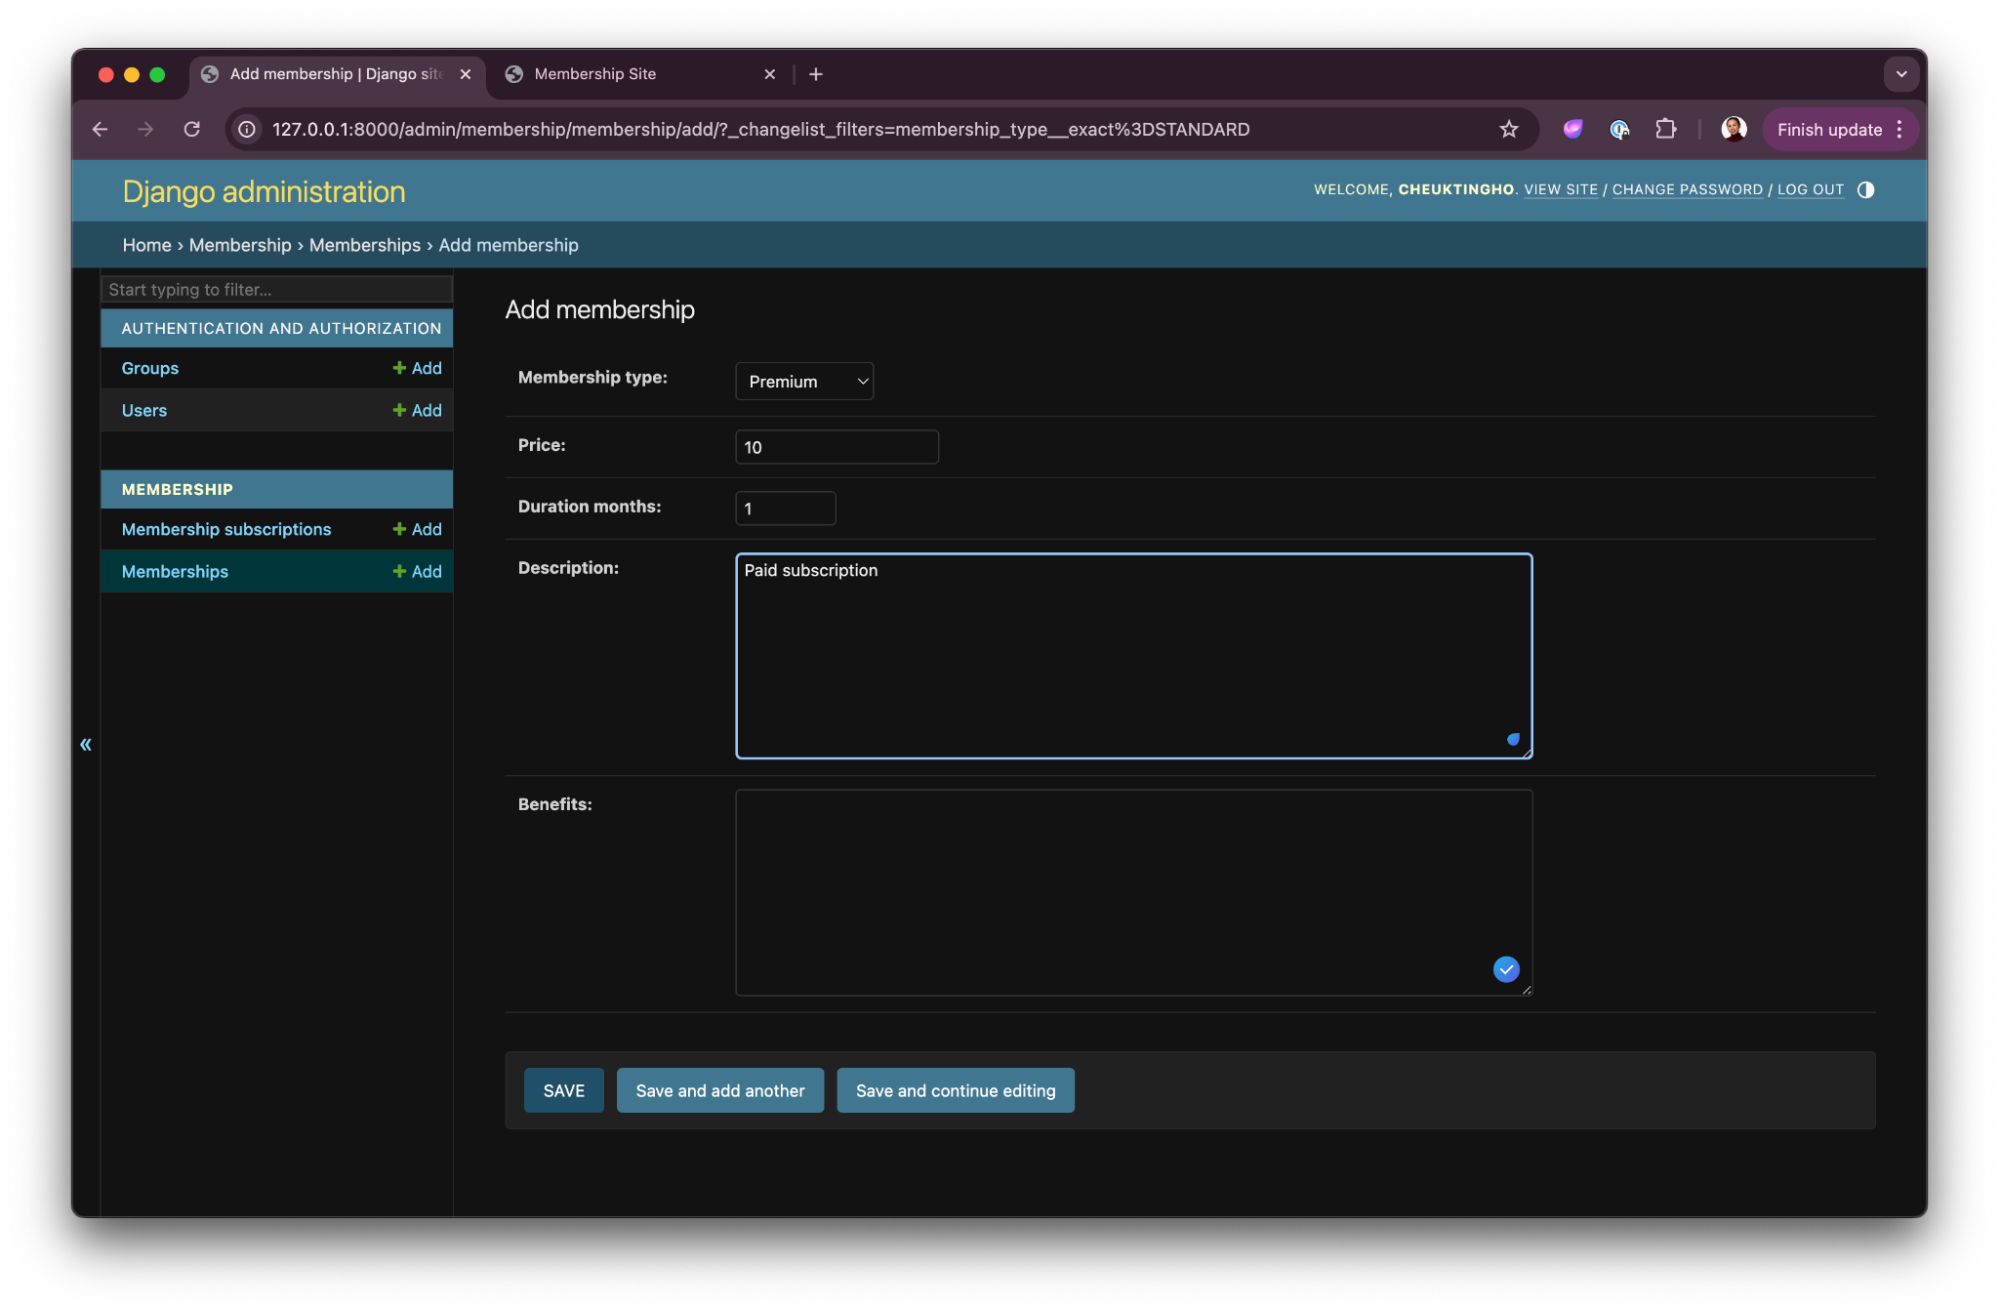 Add membership | Django site
Membership Site
127.0.0.1:8000/admin/membership/membership/add/?_changelist_filters=membership_type__exact%3DSTANDARD
Finish update
Django administration
WELCOME, CHEUKTINGHO. VIEW SITE / CHANGE PASSWORD / LOG OUT
Home › Membership › Memberships › Add membership
Start typing to filter...
AUTHENTICATION AND AUTHORIZATION
Groups + Add
Users + Add
MEMBERSHIP
Membership subscriptions + Add
Memberships + Add
«
Add membership
Membership type: Premium
Price: 10
Duration months: 1
Description: Paid subscription
Benefits:
SAVE Save and add another Save and continue editing